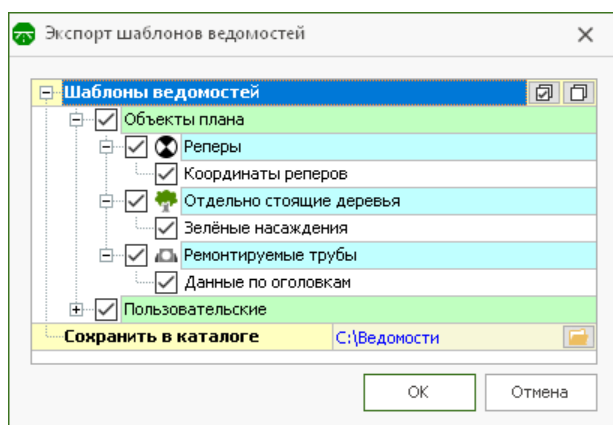 Экспорт шаблонов ведомостей
Шаблоны ведомостей
Объекты плана
Реперы
Координаты реперов
Отдельно стоящие деревья
Зелёные насаждения
Ремонтируемые трубы
Данные по оголовкам
Пользовательские
Сохранить в каталоге C:\Ведомости
OK Отмена